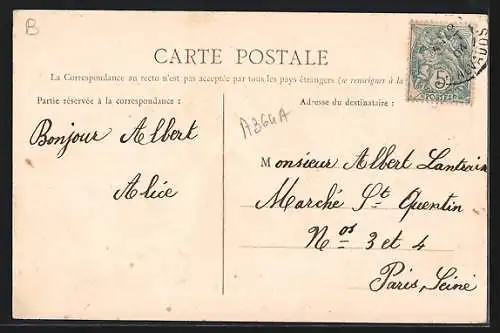 B
CARTE POSTALE
La Correspondance au recto n'est pas acceptée par tous les pays étrangers (se renseigner à la
Partie réservée à la correspondance :
Adresse du destinataire :
A364A
Bonjour Albert
Alice
Monsieur Albert Lantrain
Marché St Quentin
Nos 3 et 4
Paris, Seine
5c
POSTES